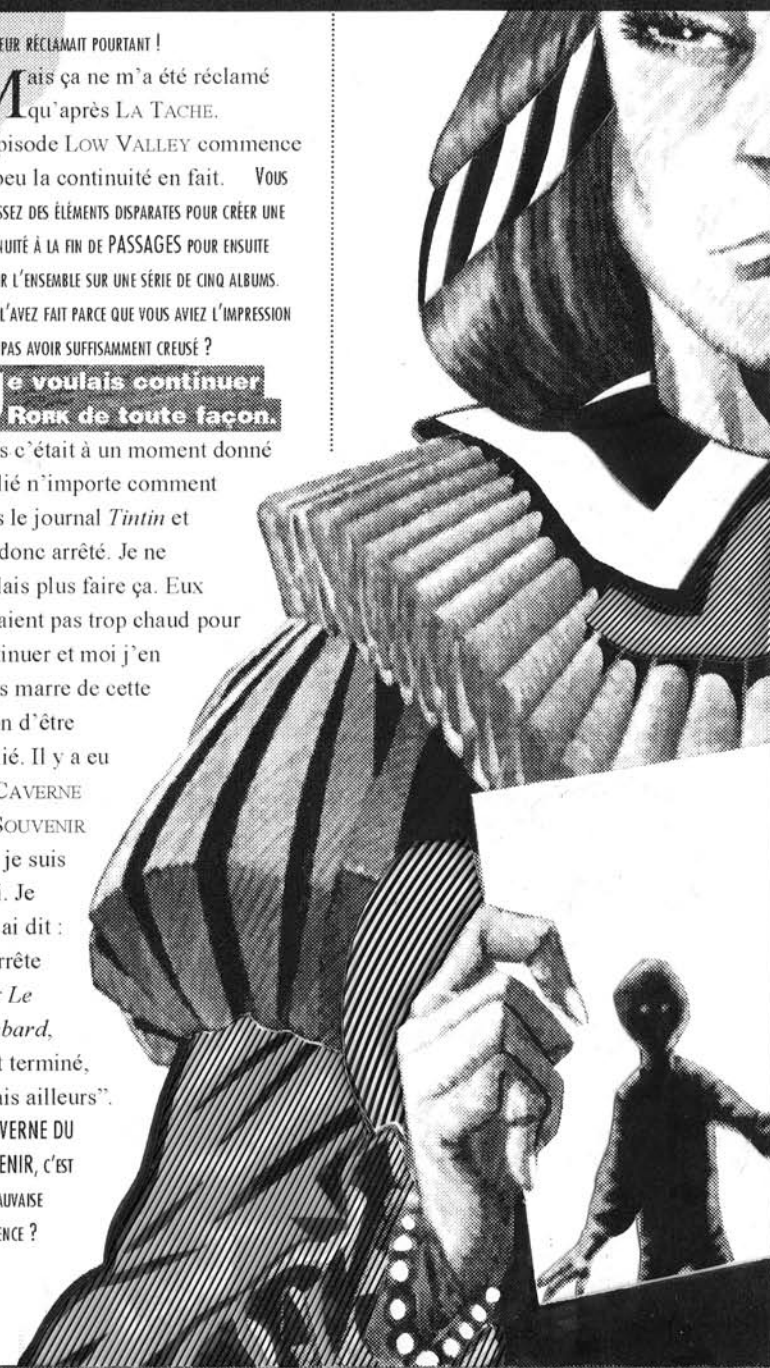 EUR RÉCLAMAIT POURTANT !
Mais ça ne m'a été réclamé
qu'après LA TACHE.
pisode LOW VALLEY commence
peu la continuité en fait. VOUS
SSEZ DES ÉLÉMENTS DISPARATES POUR CRÉER UNE
NUITÉ À LA FIN DE PASSAGES POUR ENSUITE
R L'ENSEMBLE SUR UNE SÉRIE DE CINQ ALBUMS.
L'AVEZ FAIT PARCE QUE VOUS AVIEZ L'IMPRESSION
PAS AVOIR SUFFISAMMENT CREUSÉ ?
e voulais continuer
RORK de toute façon.
s c'était à un moment donné
lié n'importe comment
s le journal Tintin et
donc arrêté. Je ne
lais plus faire ça. Eux
aient pas trop chaud pour
tinuer et moi j'en
s marre de cette
n d'être
lié. Il y a eu
CAVERNE
SOUVENIR
je suis
i. Je
ai dit :
rrête
r Le
bard,
t terminé,
ais ailleurs”.
VERNE DU
ENIR, C'EST
AUVAISE
ENCE ?